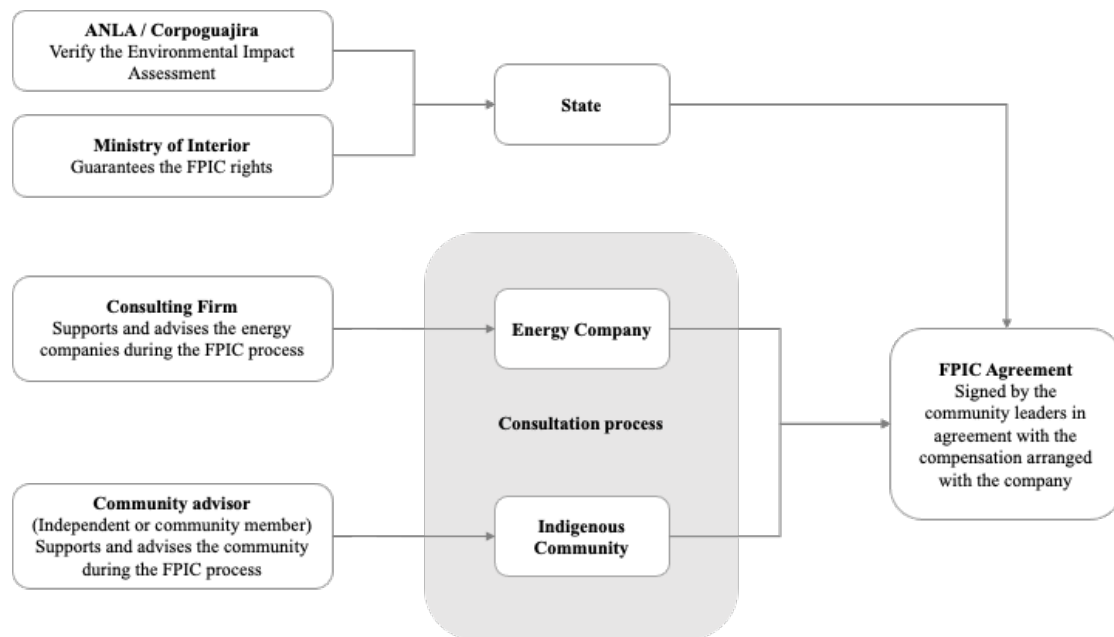 ANLA / Corpoguajira
Verify the Environmental Impact
Assessment
State
Ministry of Interior
Guarantees the FPIC rights
Consulting Firm
Supports and advises the energy
companies during the FPIC process
Energy Company
FPIC Agreement
Signed by the
community leaders in
agreement with the
compensation arranged
with the company
Consultation process
Community advisor
(Independent or community member)
Supports and advises the community
during the FPIC process
Indigenous
Community